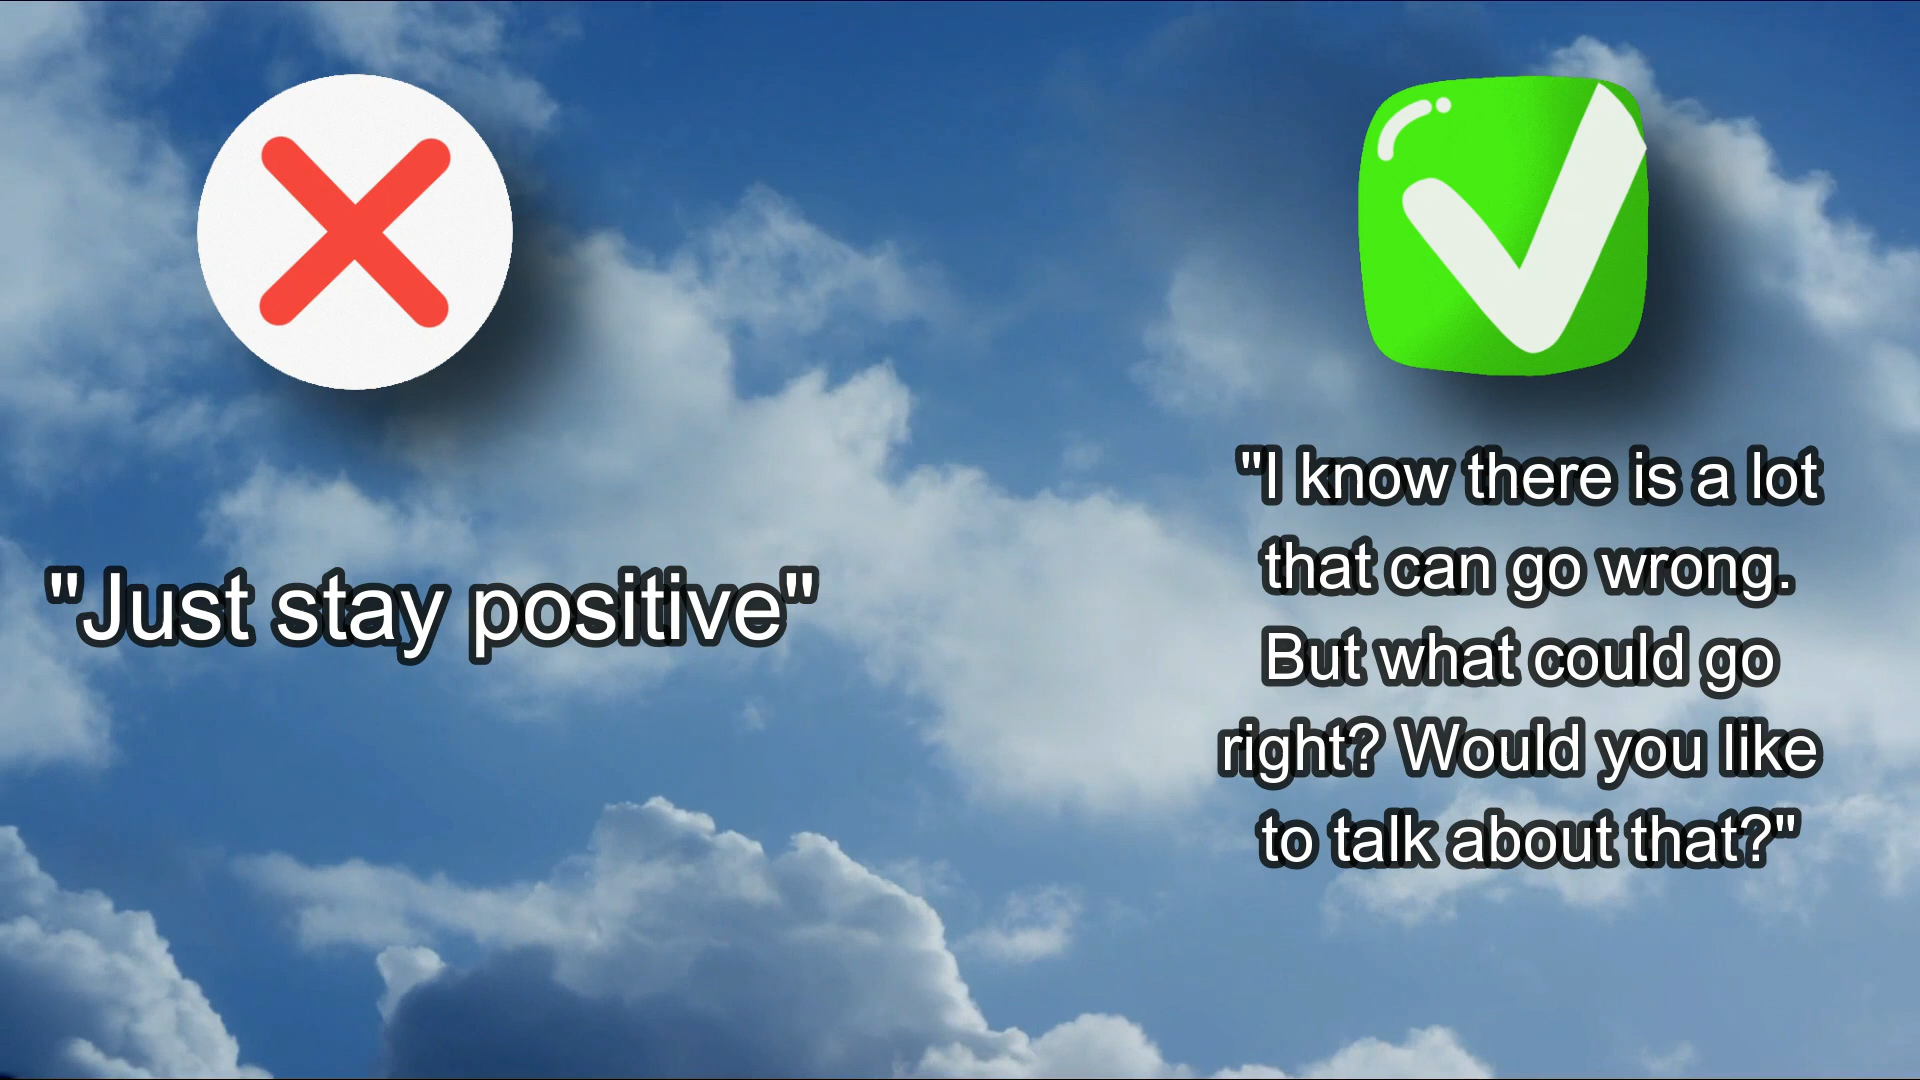 "Just stay positive"
"I know there is a lot
that can go wrong.
But what could go
right? Would you like
to talk about that?"